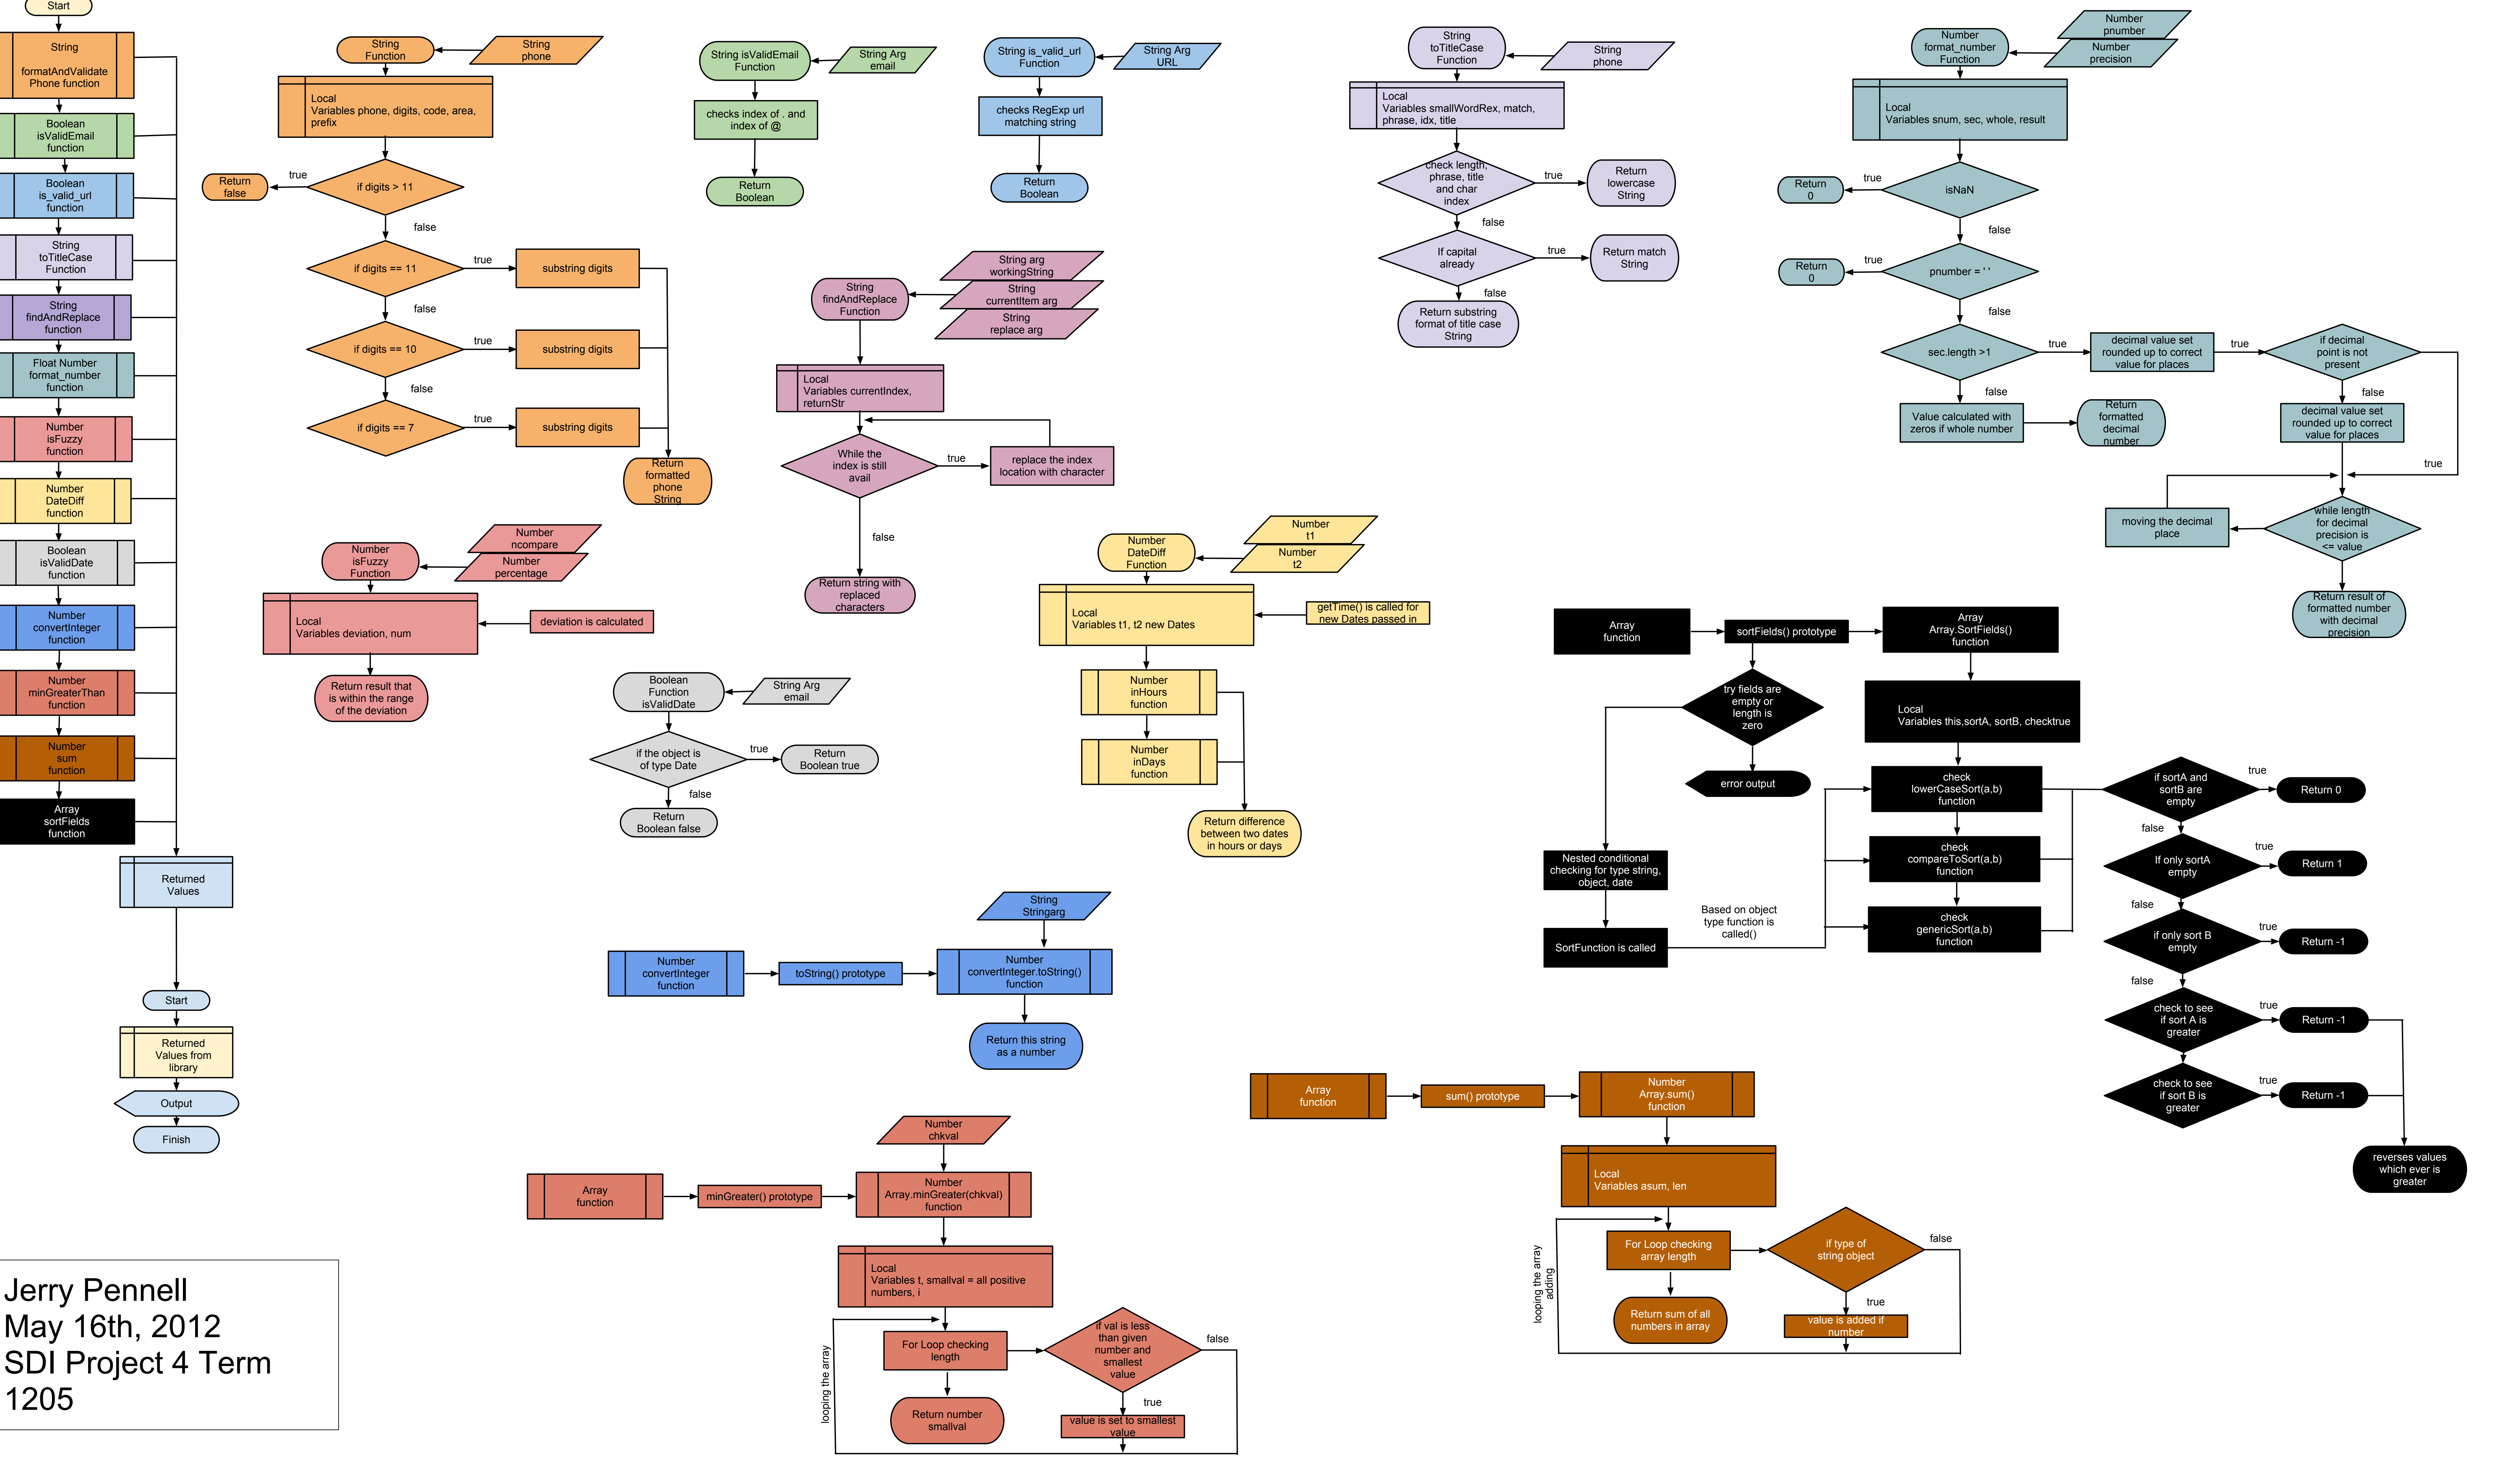 Start
String
formatAndValidate
Phone function
Boolean
isValidEmail
function
Boolean
is_valid_url
function
String
toTitleCase
Function
String
findAndReplace
function
Float Number
format_number
function
Number
isFuzzy
function
Number
DateDiff
function
Boolean
isValidDate
function
Number
convertInteger
function
Number
minGreaterThan
function
Number
sum
function
Array
sortFields
function
Returned
Values
Start
Returned
Values from
library
Output
Finish
Jerry Pennell
May 16th, 2012
SDI Project 4 Term
1205
String
Function
String
phone
Local
Variables phone, digits, code, area,
prefix
if digits > 11
true
Return
false
false
if digits == 11
true
substring digits
false
if digits == 10
true
substring digits
false
if digits == 7
true
substring digits
Return
formatted
phone
String
String isValidEmail
Function
String Arg
email
checks index of . and
index of @
Return
Boolean
String is_valid_url
Function
String Arg
URL
checks RegExp url
matching string
Return
Boolean
String
toTitleCase
Function
String
phone
Local
Variables smallWordRex, match,
phrase, idx, title
check length,
phrase, title
and char
index
true
Return
lowercase
String
false
If capital
already
true
Return match
String
false
Return substring
format of title case
String
Number
format_number
Function
Number
pnumber
Number
precision
Local
Variables snum, sec, whole, result
isNaN
true
Return
0
false
pnumber = ' '
true
Return
0
false
sec.length >1
true
decimal value set
rounded up to correct
value for places
true
if decimal
point is not
present
false
Value calculated with
zeros if whole number
Return
formatted
decimal
number
false
decimal value set
rounded up to correct
value for places
true
while length
for decimal
precision is
<= value
moving the decimal
place
Return result of
formatted number
with decimal
precision
String
findAndReplace
Function
String arg
workingString
String
currentItem arg
String
replace arg
Local
Variables currentIndex,
returnStr
While the
index is still
avail
true
replace the index
location with character
false
Return string with
replaced
characters
Number
isFuzzy
Function
Number
ncompare
Number
percentage
Local
Variables deviation, num
deviation is calculated
Return result that
is within the range
of the deviation
Number
DateDiff
Function
Number
t1
Number
t2
Local
Variables t1, t2 new Dates
getTime() is called for
new Dates passed in
Number
inHours
function
Number
inDays
function
Return difference
between two dates
in hours or days
Boolean
Function
isValidDate
String Arg
email
if the object is
of type Date
true
Return
Boolean true
false
Return
Boolean false
String
Stringarg
Number
convertInteger
function
toString() prototype
Number
convertInteger.toString()
function
Return this string
as a number
Number
chkval
Array
function
minGreater() prototype
Number
Array.minGreater(chkval)
function
Local
Variables t, smallval = all positive
numbers, i
looping the array
For Loop checking
length
if val is less
than given
number and
smallest
value
false
true
Return number
smallval
value is set to smallest
value
Array
function
sum() prototype
Number
Array.sum()
function
Local
Variables asum, len
looping the array
adding
For Loop checking
array length
if type of
string object
false
true
Return sum of all
numbers in array
value is added if
number
Array
function
sortFields() prototype
Array
Array.SortFields()
function
try fields are
empty or
length is
zero
error output
Local
Variables this,sortA, sortB, checktrue
Nested conditional
checking for type string,
object, date
SortFunction is called
Based on object
type function is
called()
check
lowerCaseSort(a,b)
function
check
compareToSort(a,b)
function
check
genericSort(a,b)
function
if sortA and
sortB are
empty
true
Return 0
false
If only sortA
empty
true
Return 1
false
if only sort B
empty
true
Return -1
false
check to see
if sort A is
greater
true
Return -1
check to see
if sort B is
greater
true
Return -1
reverses values
which ever is
greater